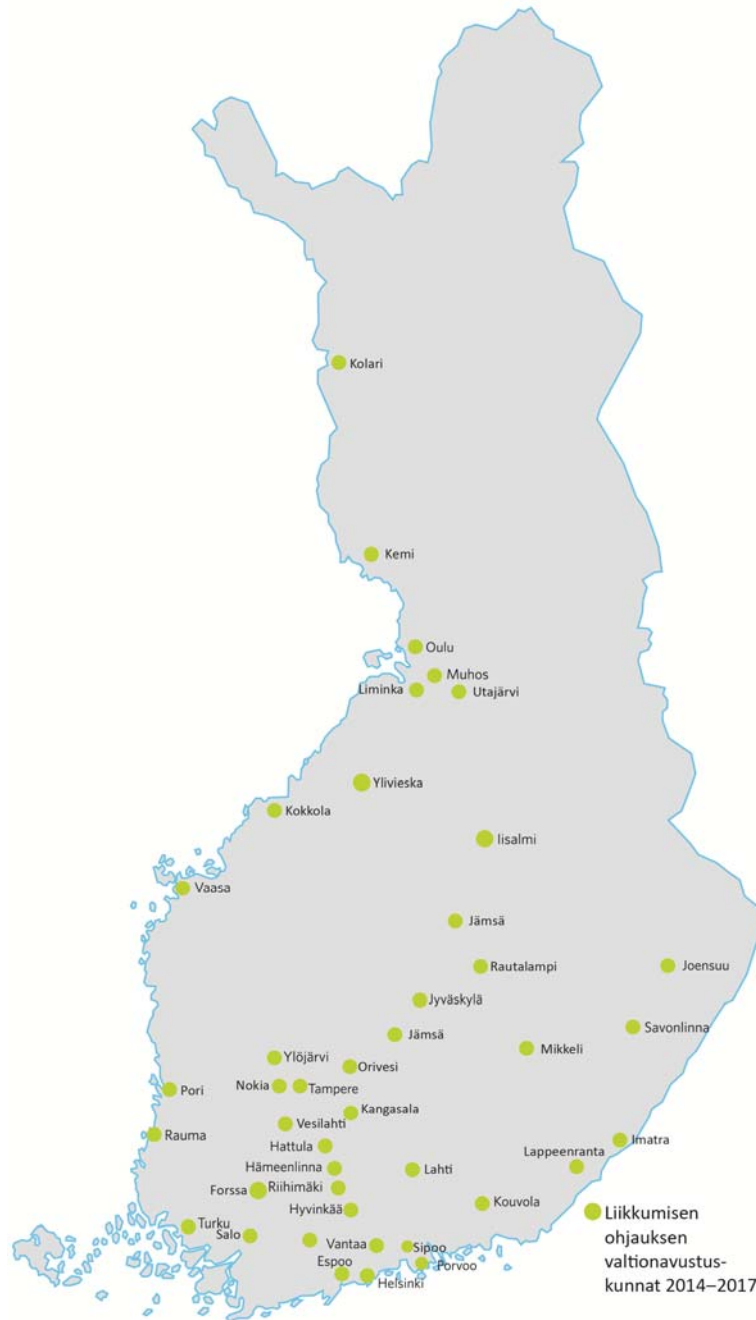 Kolari
Kemi
Oulu
Muhos
Liminka
Utajärvi
Ylivieska
Kokkola
Iisalmi
Vaasa
Jämsä
Rautalampi
Joensuu
Jyväskylä
Savonlinna
Jämsä
Mikkeli
Ylöjärvi
Orivesi
Nokia
Tampere
Pori
Kangasala
Vesilahti
Rauma
Imatra
Hattula
Lappeenranta
Hämeenlinna
Lahti
Forssa
Riihimäki
Kouvola
Hyvinkää
Turku
Salo
Vantaa
Sipoo
Espoo
Porvoo
Helsinki
Liikkumisen
ohjauksen
valtionavustus-
kunnat 2014–2017